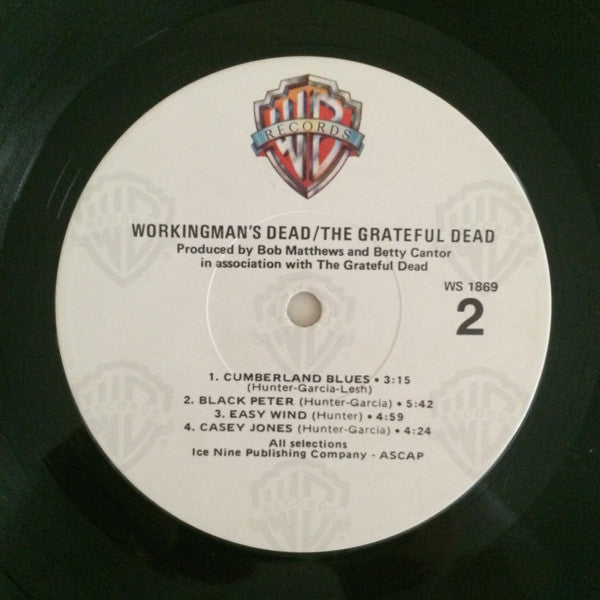 WB
RECORDS
WORKINGMAN'S DEAD/THE GRATEFUL DEAD
Produced by Bob Matthews and Betty Cantor
in association with The Grateful Dead
WS 1869
2
1. CUMBERLAND BLUES • 3:15
(Hunter-Garcia-Lesh)
2. BLACK PETER (Hunter-Garcia) • 5:42
3. EASY WIND (Hunter) • 4:59
4. CASEY JONES (Hunter-Garcia) • 4:24
All selections
Ice Nine Publishing Company - ASCAP